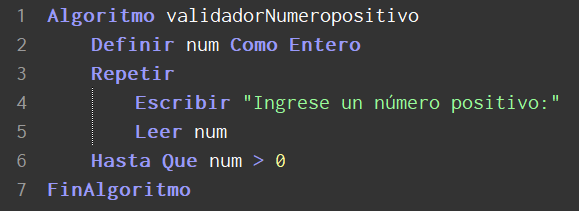 1 Algoritmo validadorNumeropositivo
2 Definir num Como Entero
3 Repetir
4 Escribir "Ingrese un número positivo:"
5 Leer num
6 Hasta Que num > 0
7 FinAlgoritmo